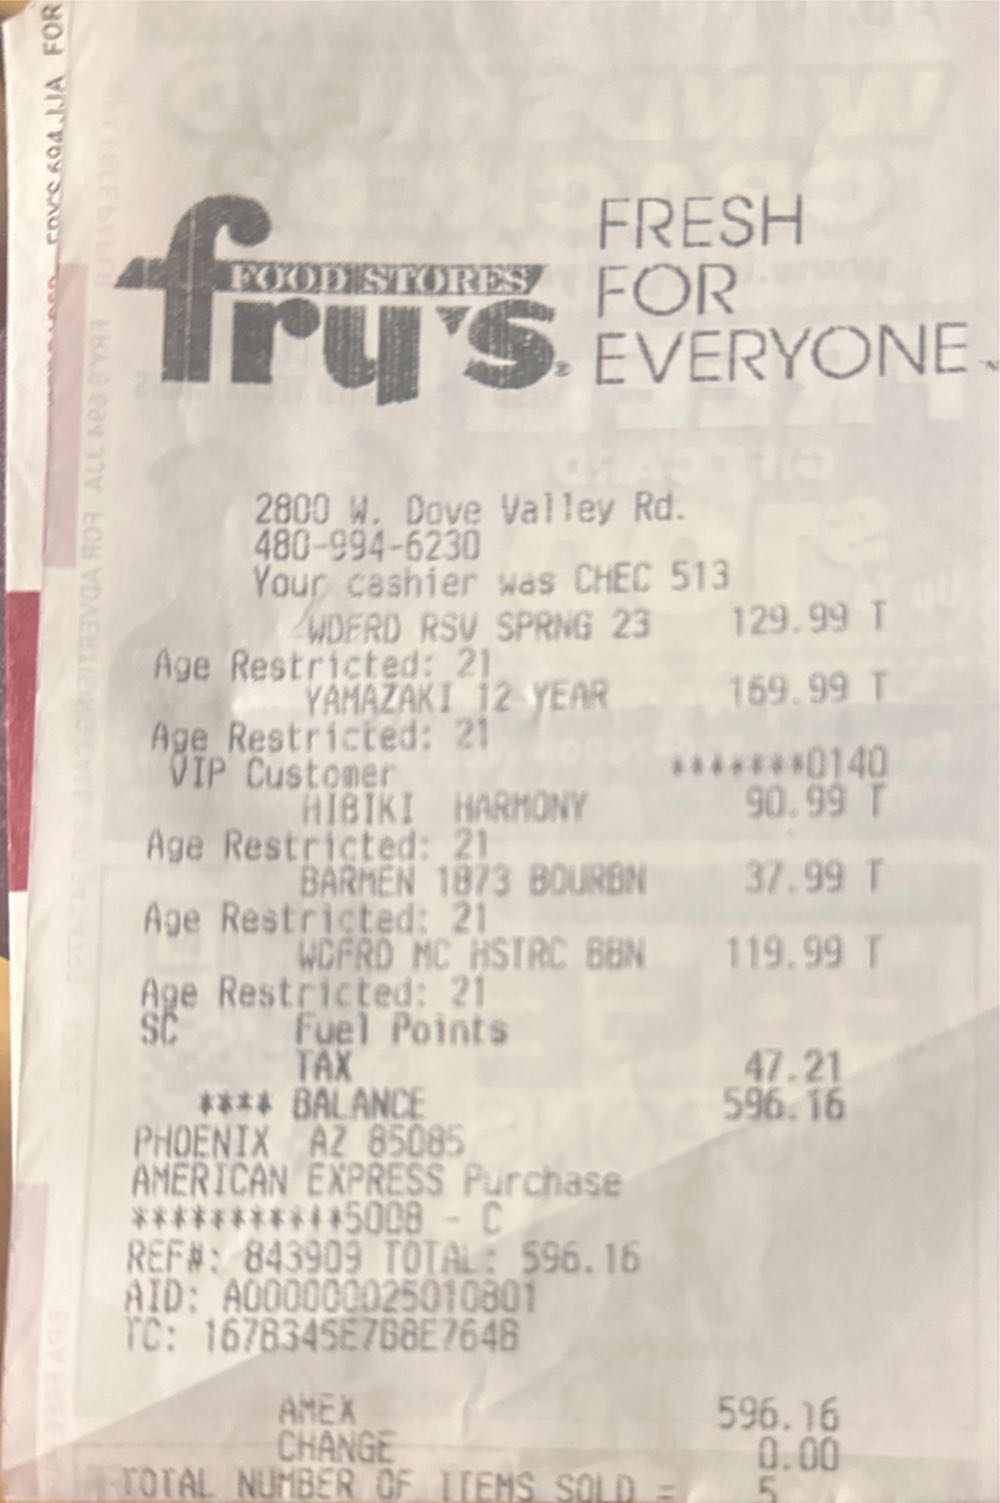 fry's
FOOD STORES
FRESH
FOR
EVERYONE
2800 W. Dove Valley Rd.
480-994-6230
Your cashier was CHEC 513
WDFRD RSV SPRNG 23 129.99 T
Age Restricted: 21
YAMAZAKI 12 YEAR 169.99 T
Age Restricted: 21
VIP Customer *******0140
HIBIKI HARMONY 90.99 T
Age Restricted: 21
BARMEN 1873 BOURBN 37.99 T
Age Restricted: 21
WDFRD MC HSTRC BBN 119.99 T
Age Restricted: 21
SC Fuel Points
TAX 47.21
**** BALANCE 596.16
PHOENIX AZ 85085
AMERICAN EXPRESS Purchase
***********5008 - C
REF#: 843909 TOTAL: 596.16
AID: A000000025010801
TC: 1678345E7B8E764B
AMEX 596.16
CHANGE 0.00
TOTAL NUMBER OF ITEMS SOLD = 5
FRY'S 694 JJA FOR